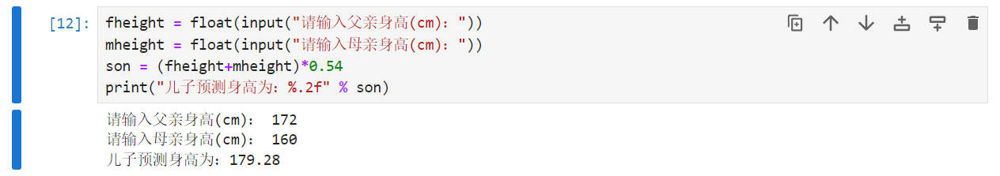 [12]: fheight = float(input("请输入父亲身高(cm): "))
mheight = float(input("请输入母亲身高(cm): "))
son = (fheight+mheight)*0.54
print("儿子预测身高为: %.2f" % son)
请输入父亲身高(cm): 172
请输入母亲身高(cm): 160
儿子预测身高为: 179.28